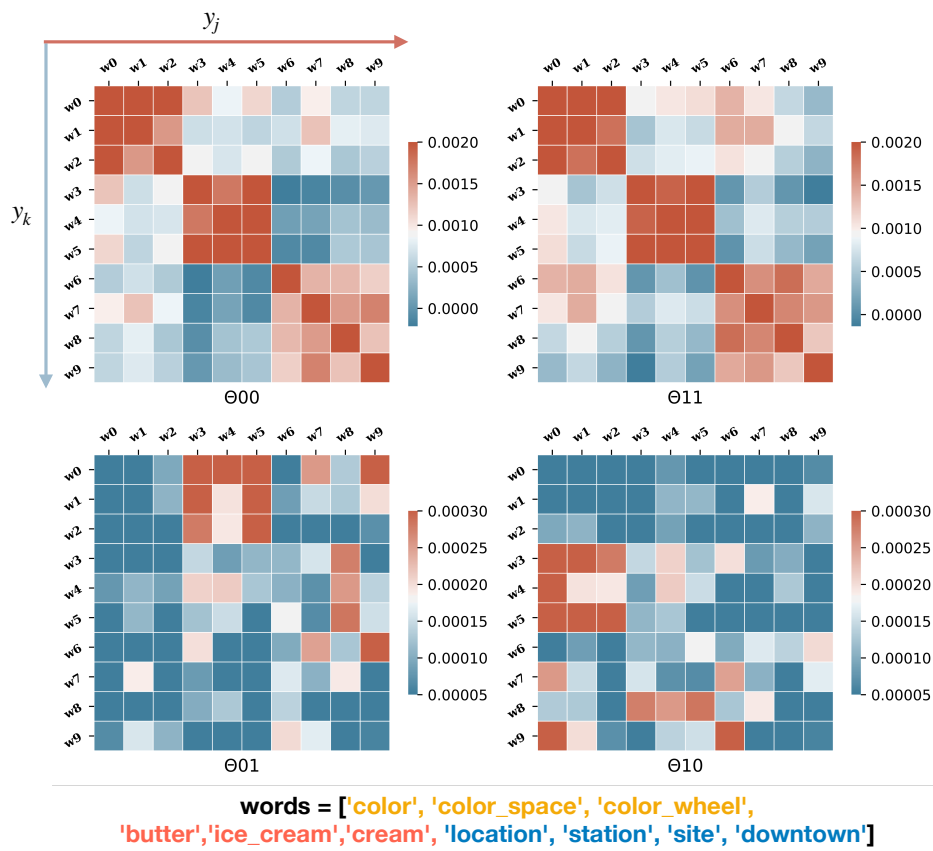 y_j
y_k
w0 w1 w2 w3 w4 w5 w6 w7 w8 w9
w0
w1
w2
w3
w4
w5
w6
w7
w8
w9
0.0020
0.0015
0.0010
0.0005
0.0000
Θ00
w0 w1 w2 w3 w4 w5 w6 w7 w8 w9
w0
w1
w2
w3
w4
w5
w6
w7
w8
w9
0.0020
0.0015
0.0010
0.0005
0.0000
Θ11
w0 w1 w2 w3 w4 w5 w6 w7 w8 w9
w0
w1
w2
w3
w4
w5
w6
w7
w8
w9
0.00030
0.00025
0.00020
0.00015
0.00010
0.00005
Θ01
w0 w1 w2 w3 w4 w5 w6 w7 w8 w9
w0
w1
w2
w3
w4
w5
w6
w7
w8
w9
0.00030
0.00025
0.00020
0.00015
0.00010
0.00005
Θ10
words = ['color', 'color_space', 'color_wheel',
'butter','ice_cream','cream', 'location', 'station', 'site', 'downtown']